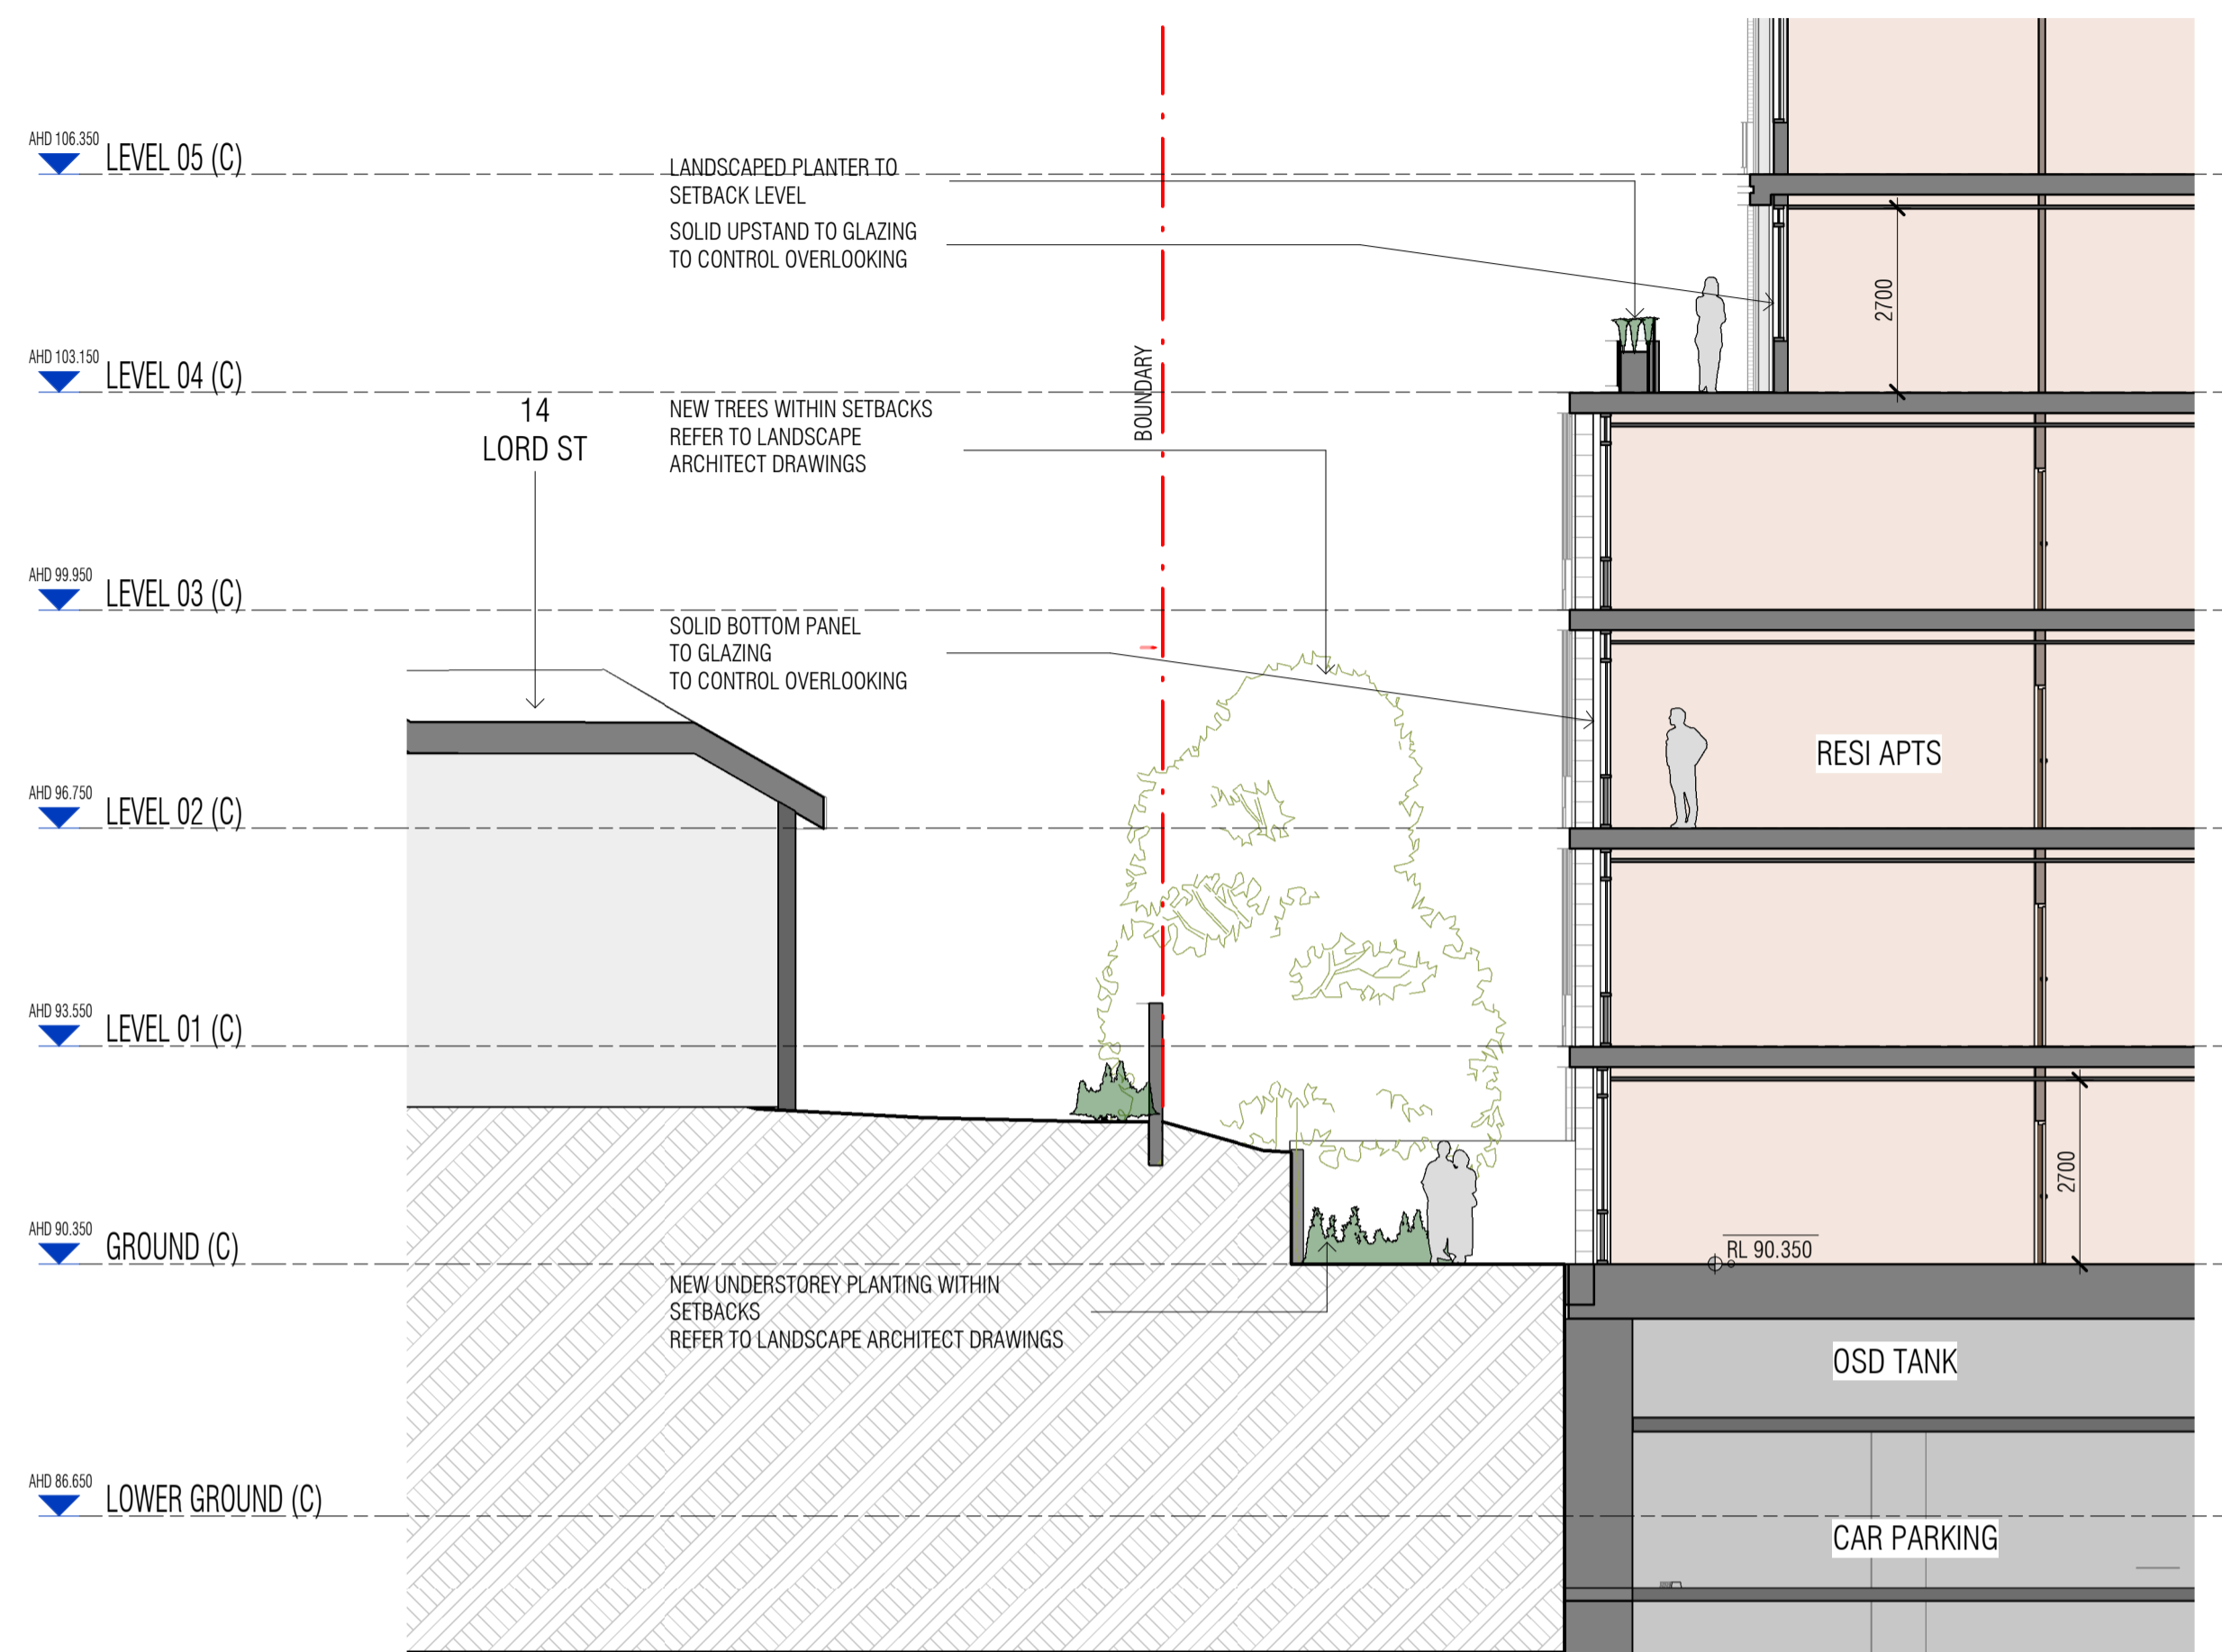 AHD 106.350
LEVEL 05 (C)
LANDSCAPED PLANTER TO
SETBACK LEVEL
SOLID UPSTAND TO GLAZING
TO CONTROL OVERLOOKING
2700
AHD 103.150
LEVEL 04 (C)
BOUNDARY
14
LORD ST
NEW TREES WITHIN SETBACKS
REFER TO LANDSCAPE
ARCHITECT DRAWINGS
AHD 99.950
LEVEL 03 (C)
SOLID BOTTOM PANEL
TO GLAZING
TO CONTROL OVERLOOKING
RESI APTS
AHD 96.750
LEVEL 02 (C)
AHD 93.550
LEVEL 01 (C)
2700
AHD 90.350
GROUND (C)
RL 90.350
NEW UNDERSTOREY PLANTING WITHIN
SETBACKS
REFER TO LANDSCAPE ARCHITECT DRAWINGS
OSD TANK
AHD 86.650
LOWER GROUND (C)
CAR PARKING